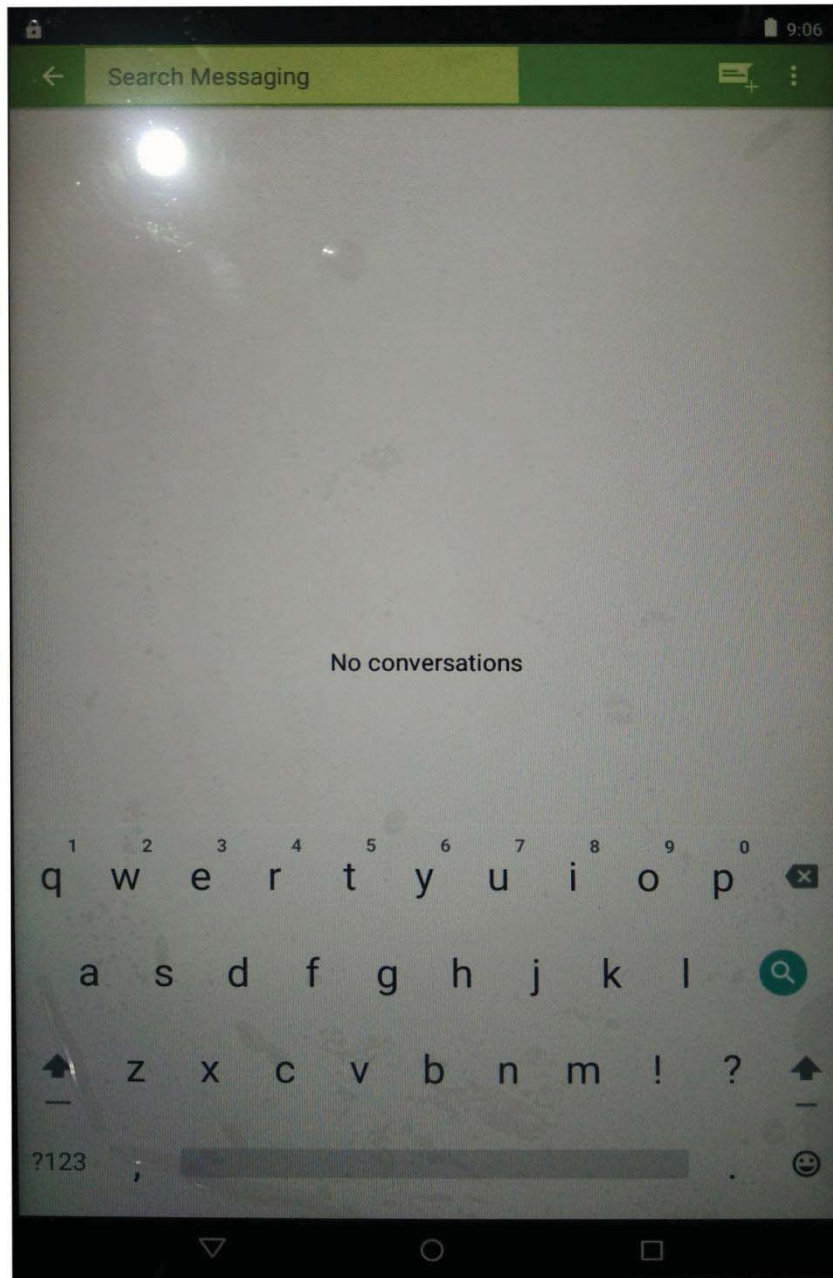 9:06
Search Messaging
No conversations
1 2 3 4 5 6 7 8 9 0
q w e r t y u i o p
a s d f g h j k l
z x c v b n m ! ?
?123 , .